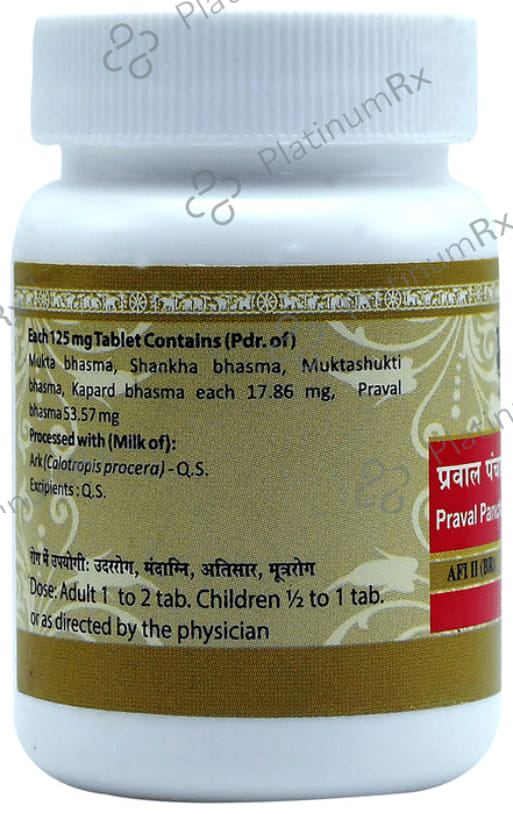 PlatinumRx
PlatinumRx
PlatinumRx
Each 125 mg Tablet Contains (Pdr. of)
Mukta bhasma, Shankha bhasma, Muktashukti
bhasma, Kapard bhasma each 17.86 mg, Praval
bhasma 53.57 mg
Processed with (Milk of):
Ark (Calotropis procera) - Q.S.
Excipients : Q.S.
प्रवाल
Praval
AFI II (BR)
रोग में उपयोगी: उदररोग, मंदाग्नि, अतिसार, मूत्ररोग
Dose: Adult 1 to 2 tab. Children ½ to 1 tab.
or as directed by the physician